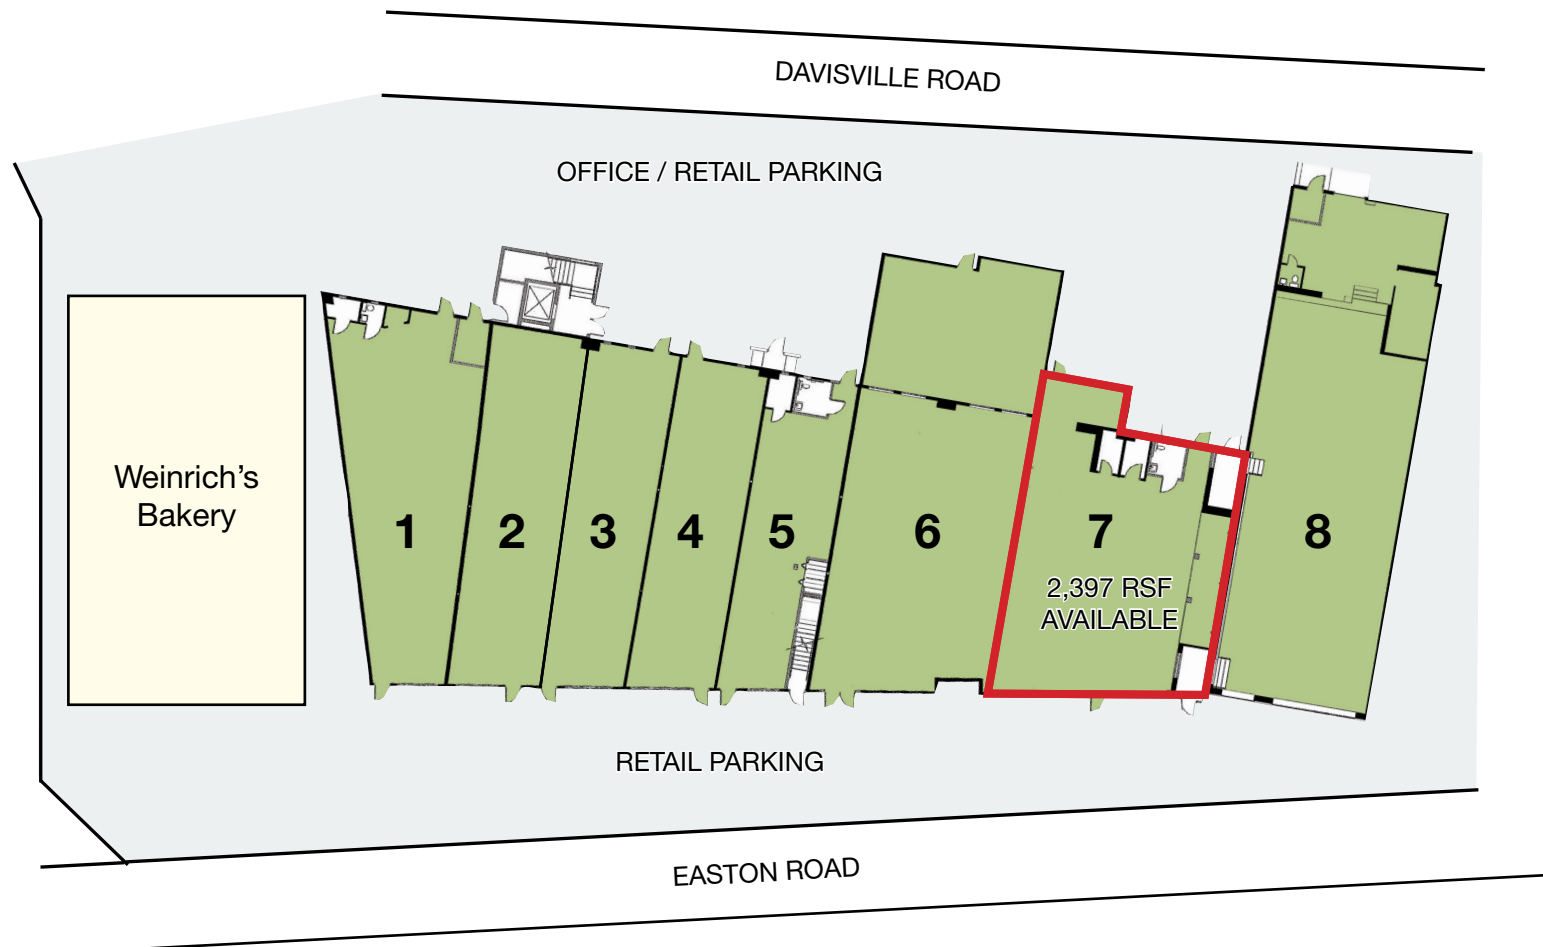 DAVISVILLE ROAD
OFFICE / RETAIL PARKING
Weinrich’s
Bakery
1
2
3
4
5
6
7
8
2,397 RSF
AVAILABLE
RETAIL PARKING
EASTON ROAD